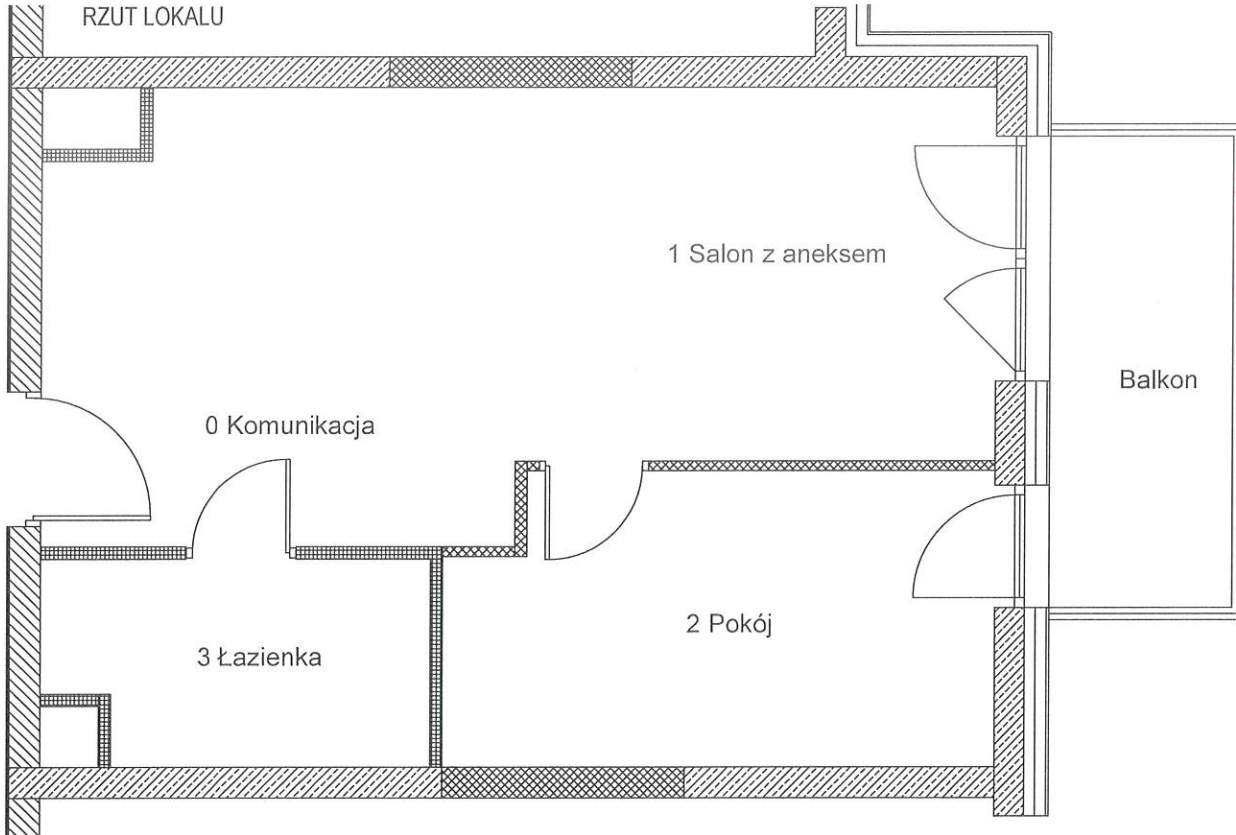 RZUT LOKALU
1 Salon z aneksem
Balkon
0 Komunikacja
2 Pokój
3 Łazienka